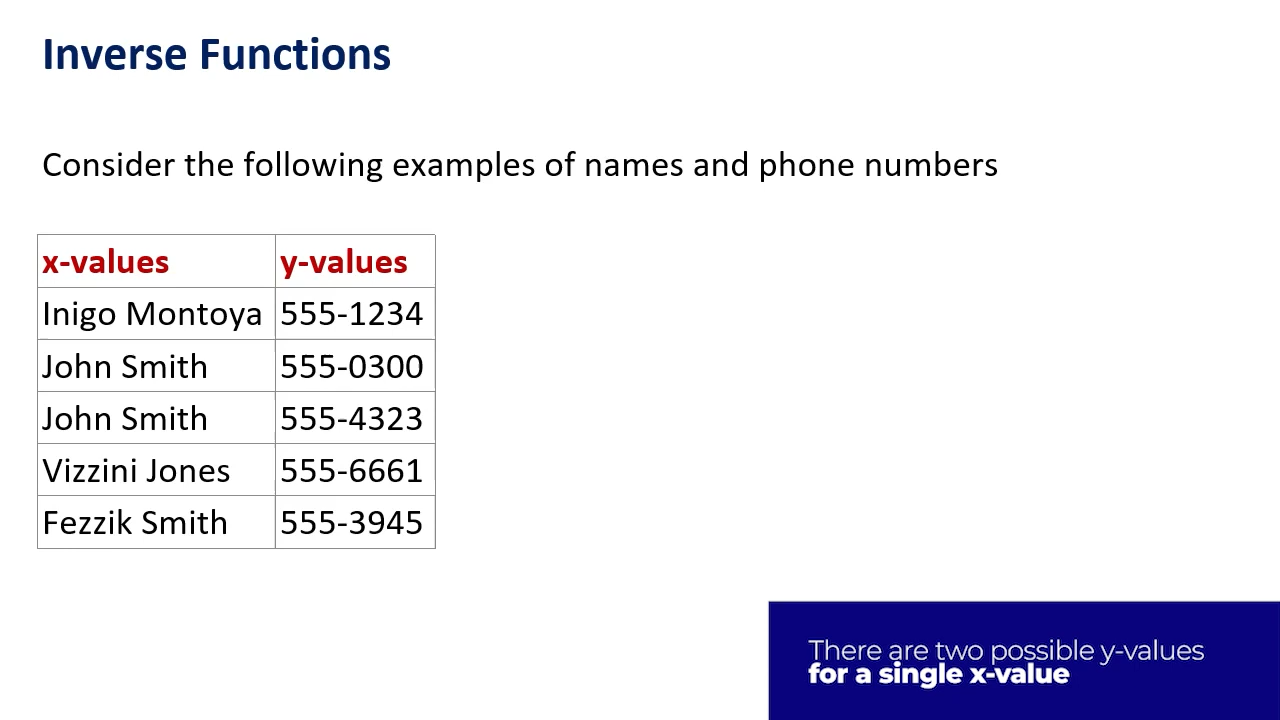 Inverse Functions
Consider the following examples of names and phone numbers
x-values y-values
Inigo Montoya 555-1234
John Smith 555-0300
John Smith 555-4323
Vizzini Jones 555-6661
Fezzik Smith 555-3945
There are two possible y-values
for a single x-value